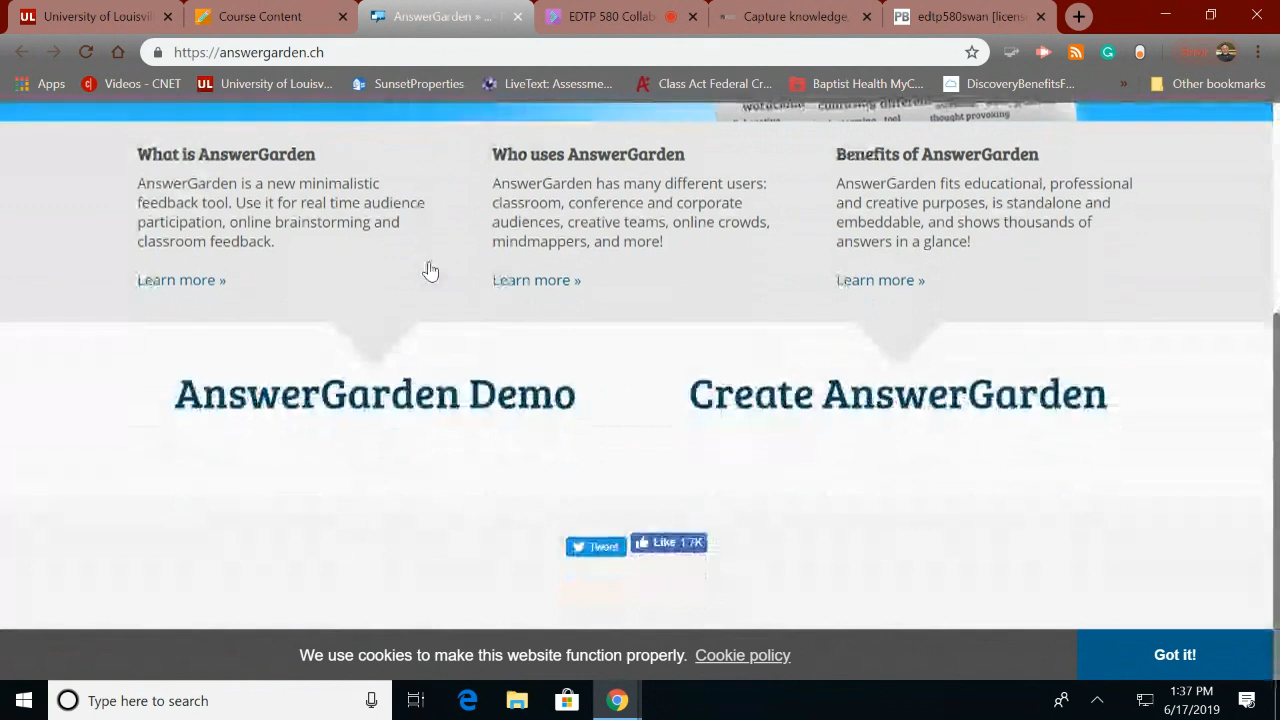 University of Louisvill
Course Content
AnswerGarden » ...
EDTP 580 Collab
Capture knowledge,
PB edtp580swan [licens
https://answergarden.ch
Apps
Videos - CNET
UL University of Louisv...
SunsetProperties
LiveText: Assessme...
Class Act Federal Cr...
Baptist Health MyC...
DiscoveryBenefitsF...
»
Other bookmarks
thought provoking
What is AnswerGarden
AnswerGarden is a new minimalistic
feedback tool. Use it for real time audience
participation, online brainstorming and
classroom feedback.
Learn more »
Who uses AnswerGarden
AnswerGarden has many different users:
classroom, conference and corporate
audiences, creative teams, online crowds,
mindmappers, and more!
Learn more »
Benefits of AnswerGarden
AnswerGarden fits educational, professional
and creative purposes, is standalone and
embeddable, and shows thousands of
answers in a glance!
Learn more »
AnswerGarden Demo
Create AnswerGarden
Tweet
Like 1.7K
We use cookies to make this website function properly. Cookie policy
Got it!
Type here to search
1:37 PM
6/17/2019